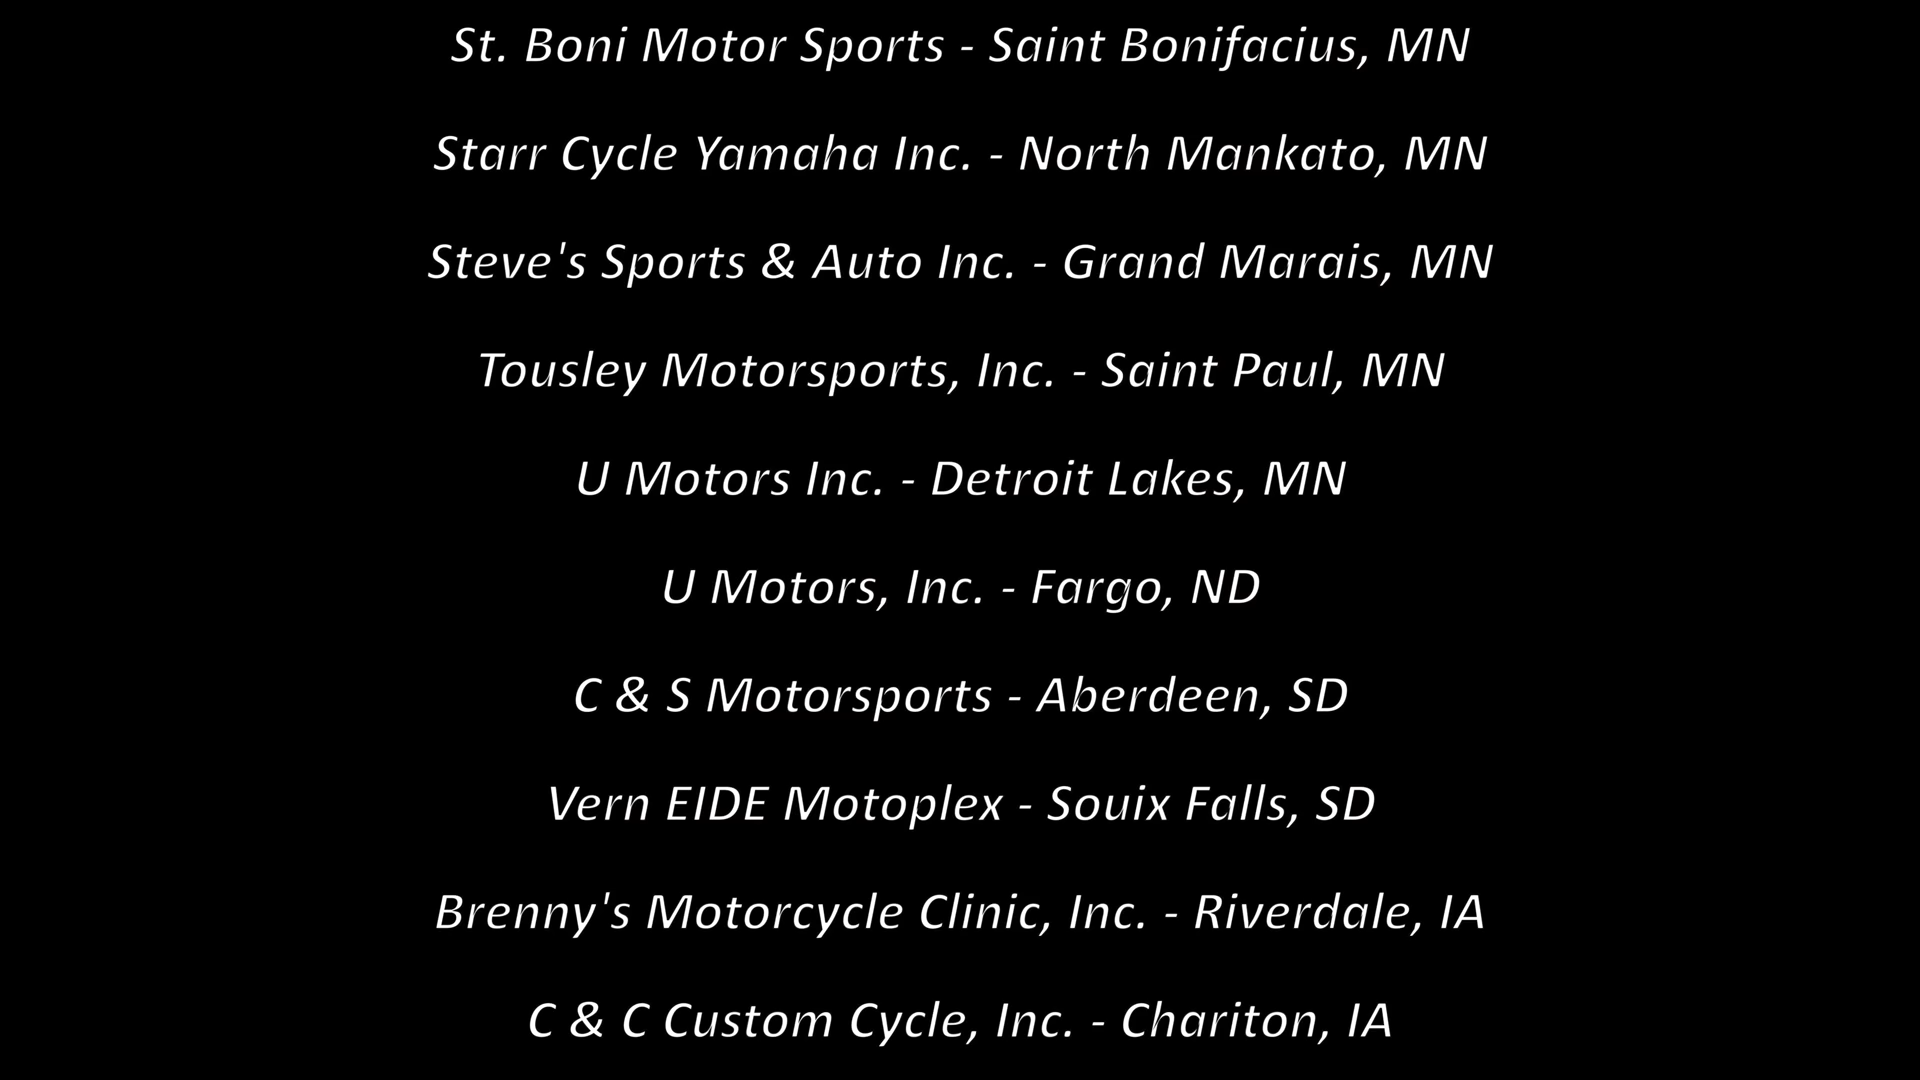 St. Boni Motor Sports - Saint Bonifacius, MN
Starr Cycle Yamaha Inc. - North Mankato, MN
Steve's Sports & Auto Inc. - Grand Marais, MN
Tousley Motorsports, Inc. - Saint Paul, MN
U Motors Inc. - Detroit Lakes, MN
U Motors, Inc. - Fargo, ND
C & S Motorsports - Aberdeen, SD
Vern EIDE Motoplex - Souix Falls, SD
Brenny's Motorcycle Clinic, Inc. - Riverdale, IA
C & C Custom Cycle, Inc. - Chariton, IA